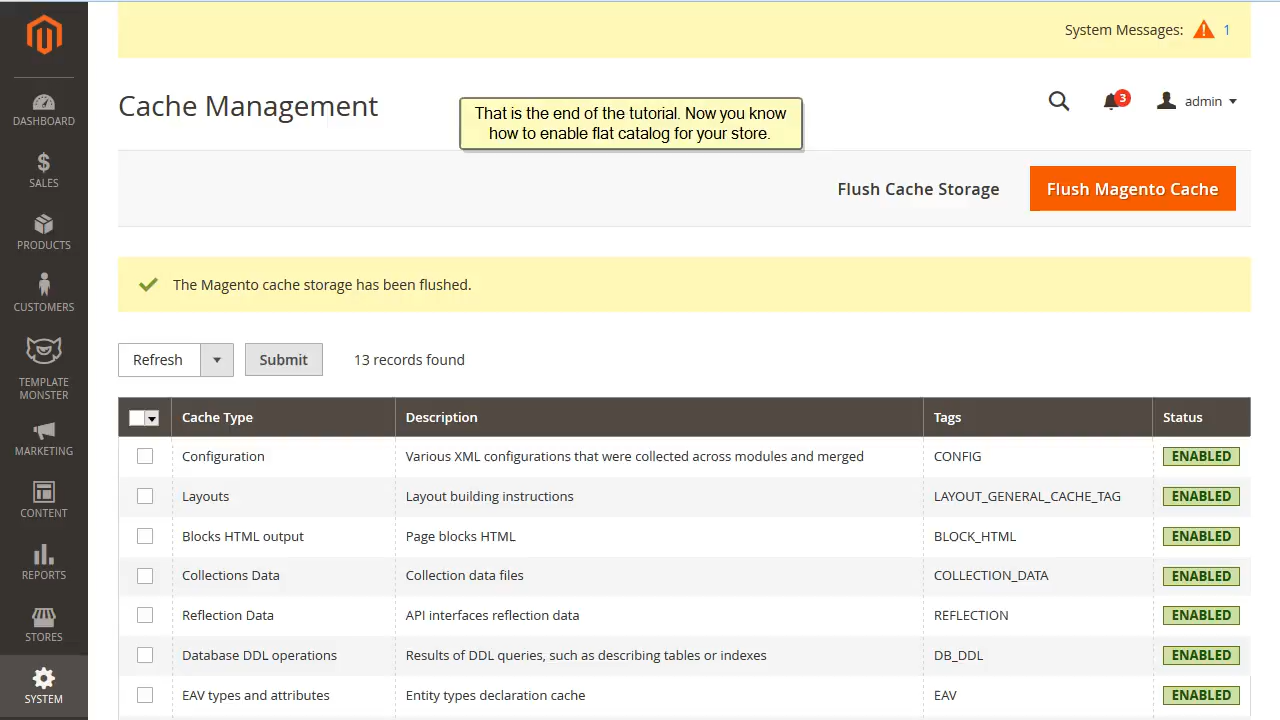 System Messages: 1
Cache Management
That is the end of the tutorial. Now you know
how to enable flat catalog for your store.
3
admin
Flush Cache Storage
Flush Magento Cache
The Magento cache storage has been flushed.
Refresh
Submit
13 records found
Cache Type Description Tags Status
Configuration Various XML configurations that were collected across modules and merged CONFIG ENABLED
Layouts Layout building instructions LAYOUT_GENERAL_CACHE_TAG ENABLED
Blocks HTML output Page blocks HTML BLOCK_HTML ENABLED
Collections Data Collection data files COLLECTION_DATA ENABLED
Reflection Data API interfaces reflection data REFLECTION ENABLED
Database DDL operations Results of DDL queries, such as describing tables or indexes DB_DDL ENABLED
EAV types and attributes Entity types declaration cache EAV ENABLED
DASHBOARD
SALES
PRODUCTS
CUSTOMERS
TEMPLATE
MONSTER
MARKETING
CONTENT
REPORTS
STORES
SYSTEM